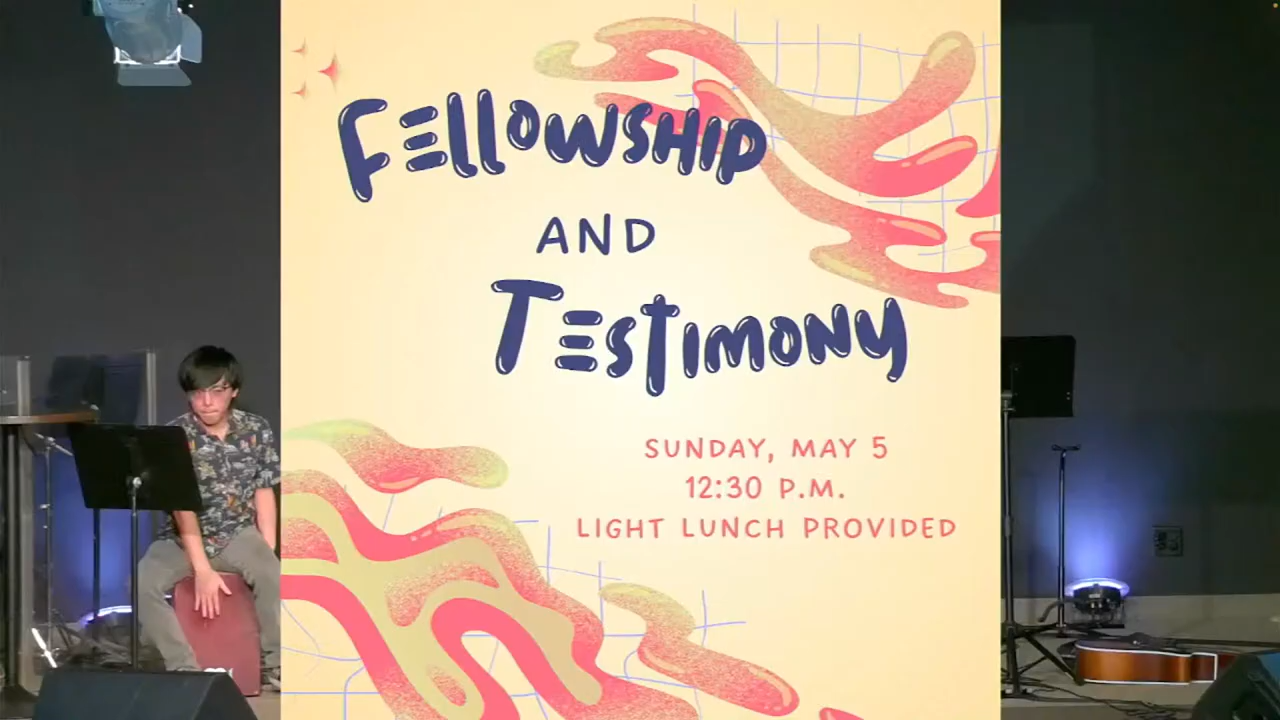 FELLOWSHIP
AND
TESTIMONY
SUNDAY, MAY 5
12:30 P.M.
LIGHT LUNCH PROVIDED